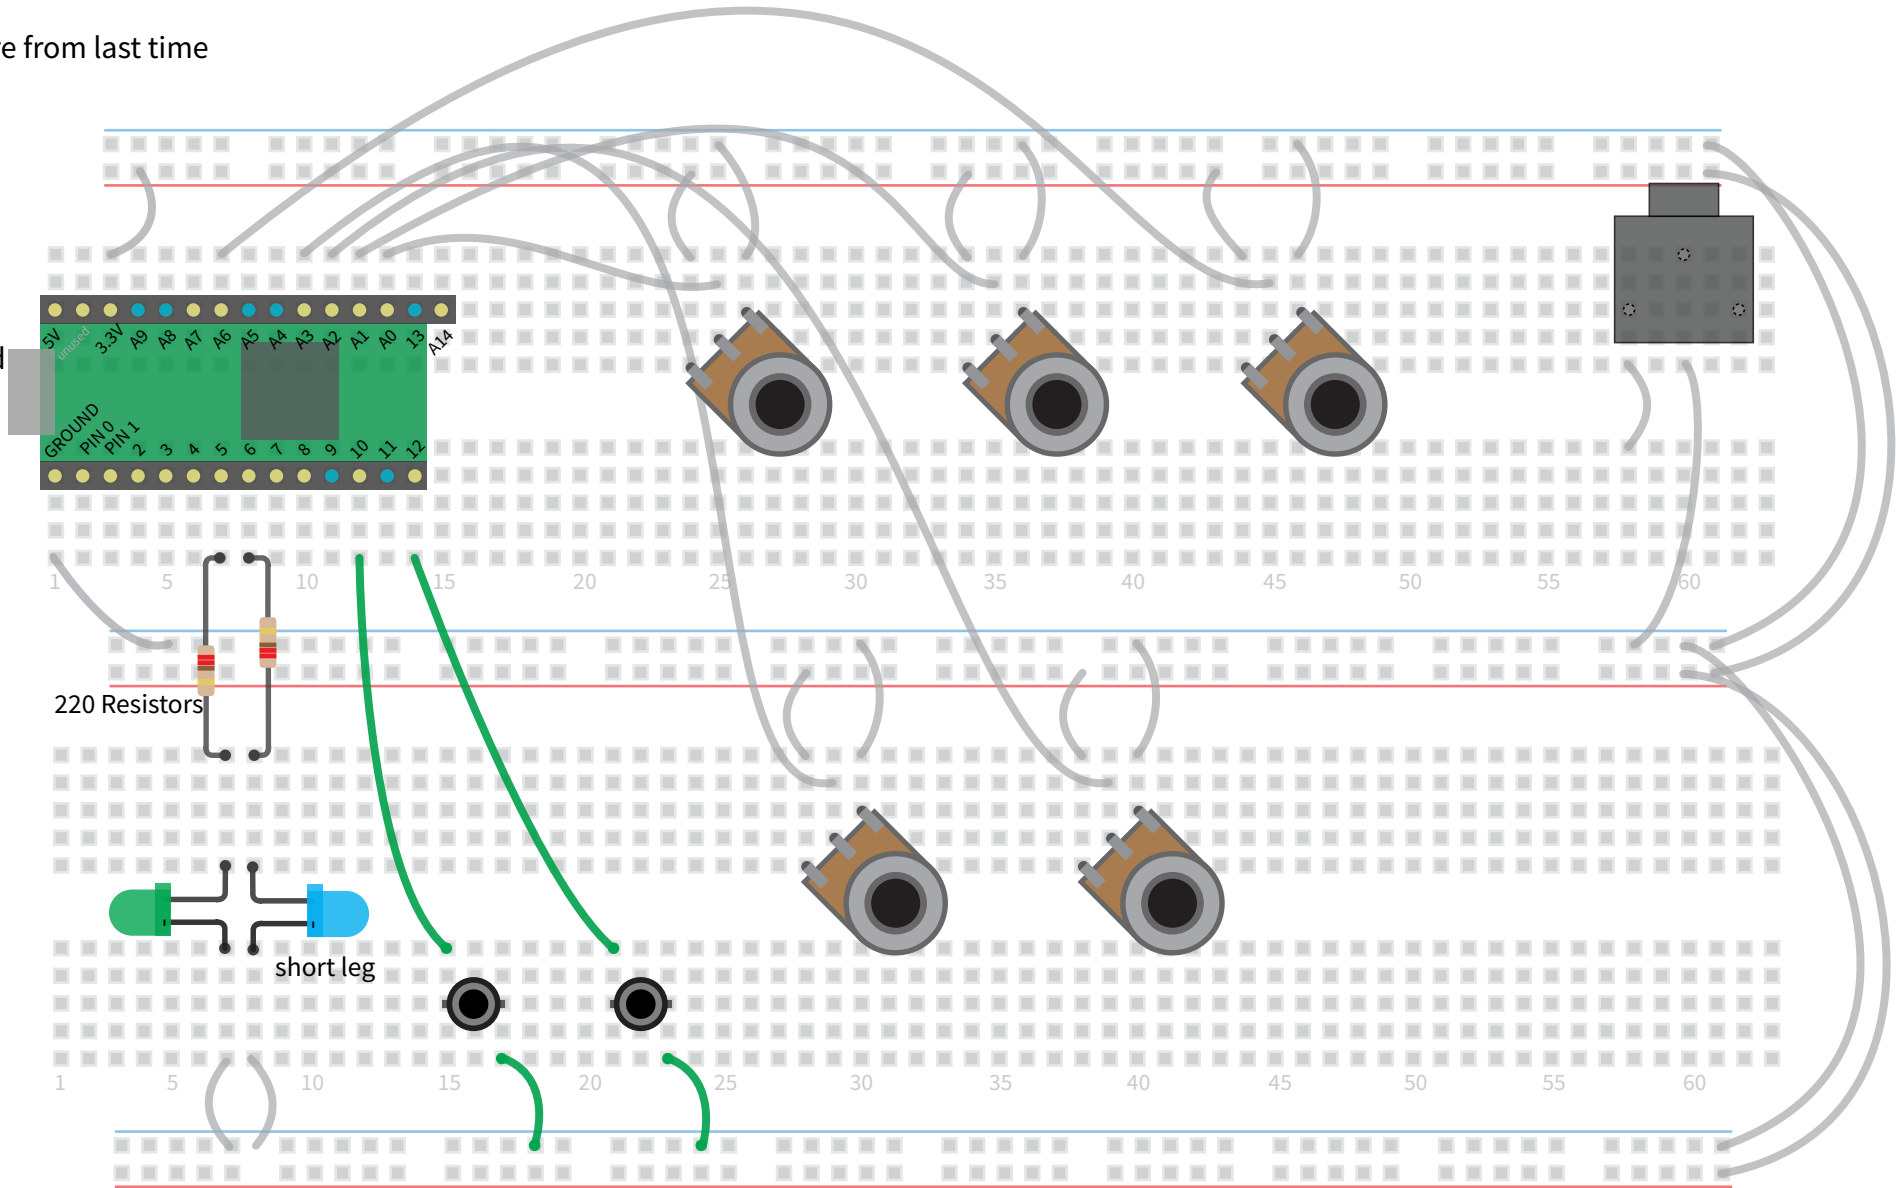 e from last time
5V unused 3.3V A9 A8 A7 A6 A5 A4 A3 A2 A1 A0 13 A14
d
GROUND PIN 0 PIN 1 2 3 4 5 6 7 8 9 10 11 12
1 5 10 15 20 25 30 35 40 45 50 55 60
220 Resistors
short leg
1 5 10 15 20 25 30 35 40 45 50 55 60